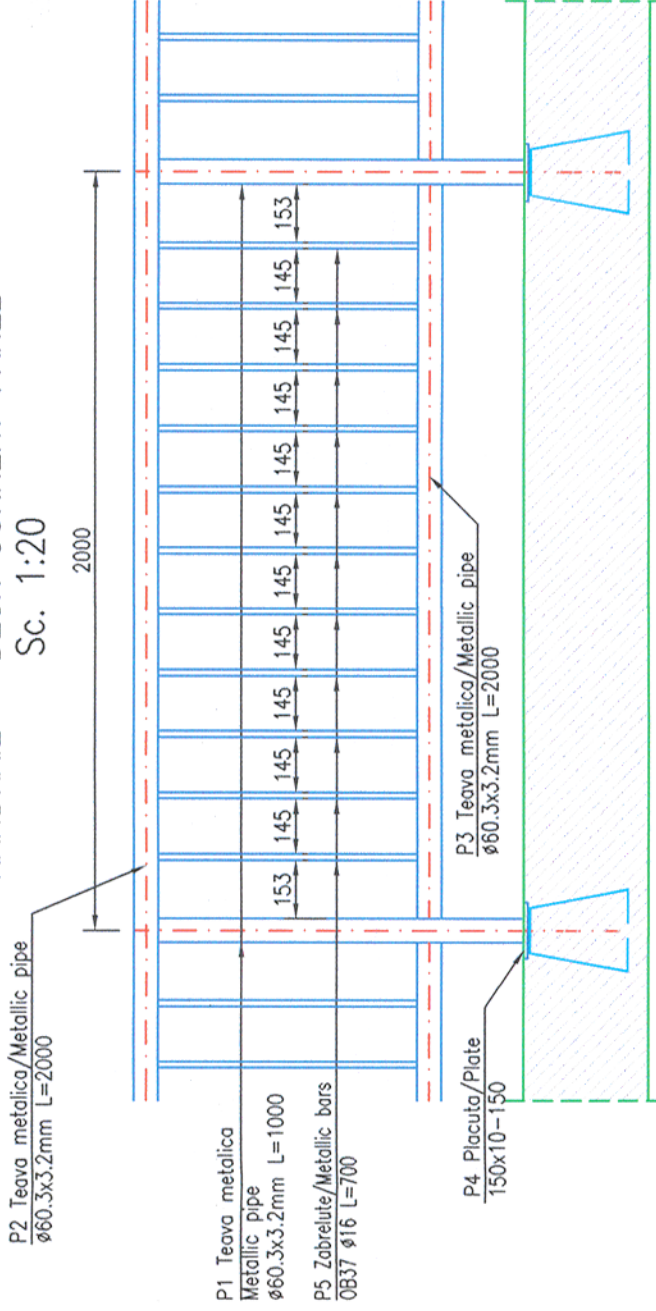 Sc. 1:20
P2 Teava metalica/Metallic pipe
ø60.3x3.2mm L=2000
2000
P1 Teava metalica
Metallic pipe
ø60.3x3.2mm L=1000
153 145 145 145 145 145 145 145 145 145 145 153
P5 Zabrelute/Metallic bars
OB37 ø16 L=700
P3 Teava metalica/Metallic pipe
ø60.3x3.2mm L=2000
P4 Placuta/Plate
150x10-150